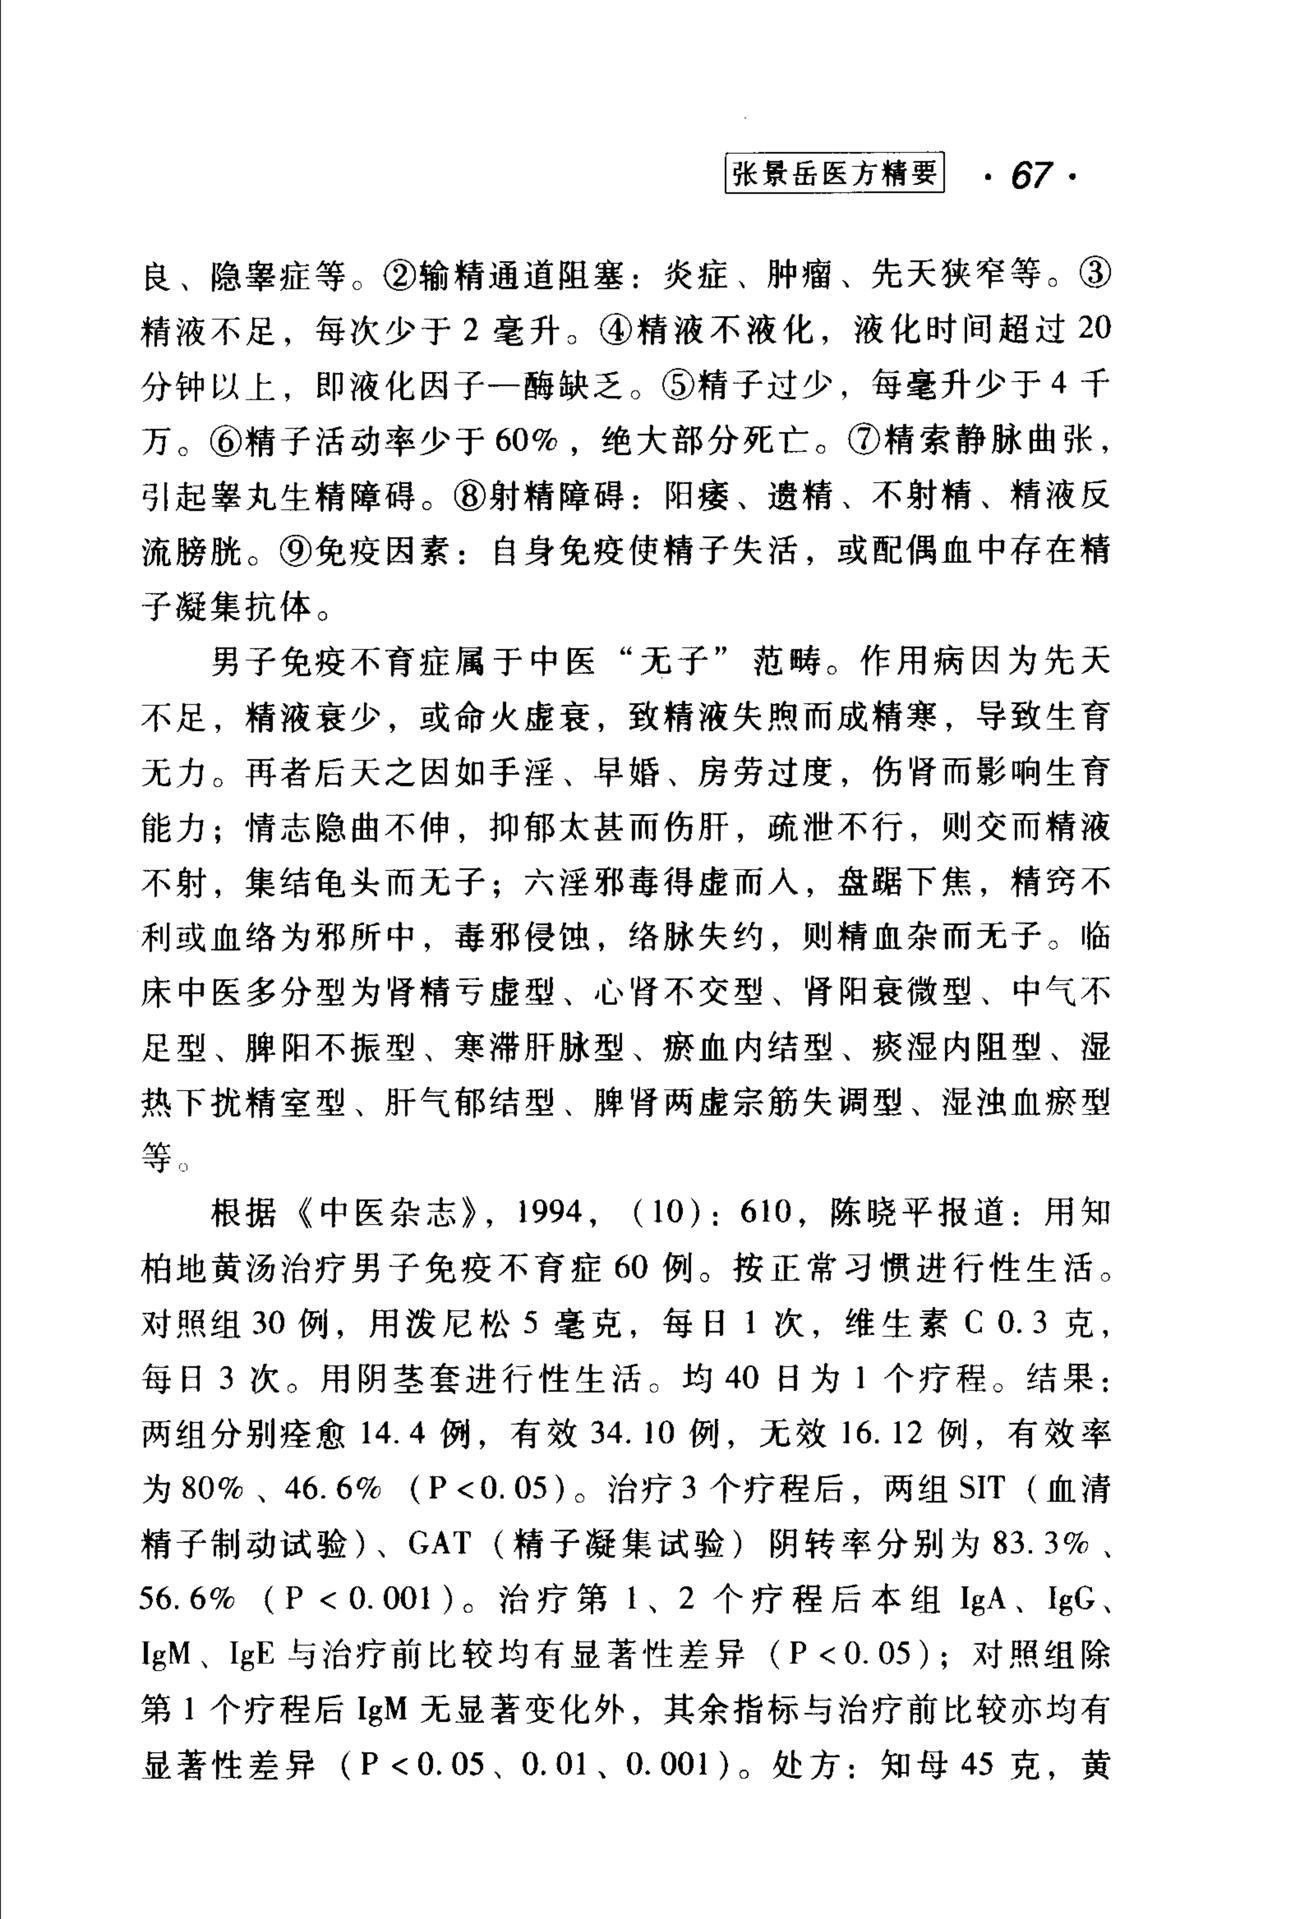 张景岳医方精要 · 67 ·
良、隐睾症等。②输精通道阻塞：炎症、肿瘤、先天狭窄等。③
精液不足，每次少于 2 毫升。④精液不液化，液化时间超过 20
分钟以上，即液化因子—酶缺乏。⑤精子过少，每毫升少于 4 千
万。⑥精子活动率少于 60%，绝大部分死亡。⑦精索静脉曲张，
引起睾丸生精障碍。⑧射精障碍：阳痿、遗精、不射精、精液反
流膀胱。⑨免疫因素：自身免疫使精子失活，或配偶血中存在精
子凝集抗体。
男子免疫不育症属于中医“无子”范畴。作用病因为先天
不足，精液衰少，或命火虚衰，致精液失煦而成精寒，导致生育
无力。再者后天之因如手淫、早婚、房劳过度，伤肾而影响生育
能力；情志隐曲不伸，抑郁太甚而伤肝，疏泄不行，则交而精液
不射，集结龟头而无子；六淫邪毒得虚而入，盘踞下焦，精窍不
利或血络为邪所中，毒邪侵蚀，络脉失约，则精血杂而无子。临
床中医多分型为肾精亏虚型、心肾不交型、肾阳衰微型、中气不
足型、脾阳不振型、寒滞肝脉型、瘀血内结型、痰湿内阻型、湿
热下扰精室型、肝气郁结型、脾肾两虚宗筋失调型、湿浊血瘀型
等。
根据《中医杂志》，1994，（10）：610，陈晓平报道：用知
柏地黄汤治疗男子免疫不育症 60 例。按正常习惯进行性生活。
对照组 30 例，用泼尼松 5 毫克，每日 1 次，维生素 C 0.3 克，
每日 3 次。用阴茎套进行性生活。均 40 日为 1 个疗程。结果：
两组分别痊愈 14.4 例，有效 34.10 例，无效 16.12 例，有效率
为 80%、46.6%（P<0.05）。治疗 3 个疗程后，两组 SIT（血清
精子制动试验）、GAT（精子凝集试验）阴转率分别为 83.3%、
56.6%（P < 0.001）。治疗第 1、2 个疗程后本组 IgA、IgG、
IgM、IgE 与治疗前比较均有显著性差异（P<0.05）；对照组除
第 1 个疗程后 IgM 无显著变化外，其余指标与治疗前比较亦均有
显著性差异（P<0.05、0.01、0.001）。处方：知母 45 克，黄